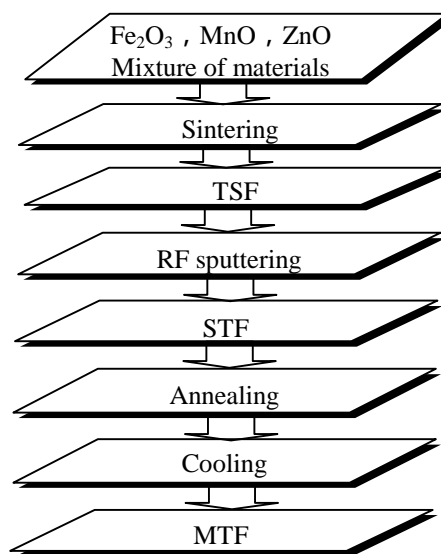 Fe₂O₃ , MnO , ZnO
Mixture of materials
Sintering
TSF
RF sputtering
STF
Annealing
Cooling
MTF